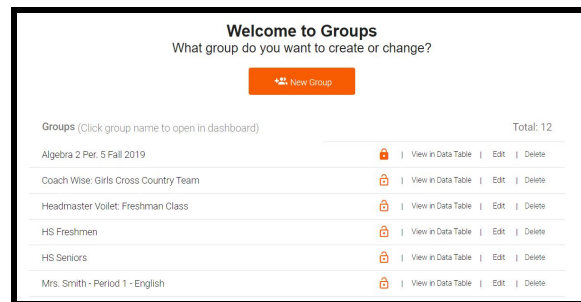 Welcome to Groups
What group do you want to create or change?
New Group
Groups (Click group name to open in dashboard) Total: 12
Algebra 2 Per. 5 Fall 2019 | View in Data Table | Edit | Delete
Coach Wise: Girls Cross Country Team | View in Data Table | Edit | Delete
Headmaster Voilet: Freshman Class | View in Data Table | Edit | Delete
HS Freshmen | View in Data Table | Edit | Delete
HS Seniors | View in Data Table | Edit | Delete
Mrs. Smith - Period 1 - English | View in Data Table | Edit | Delete